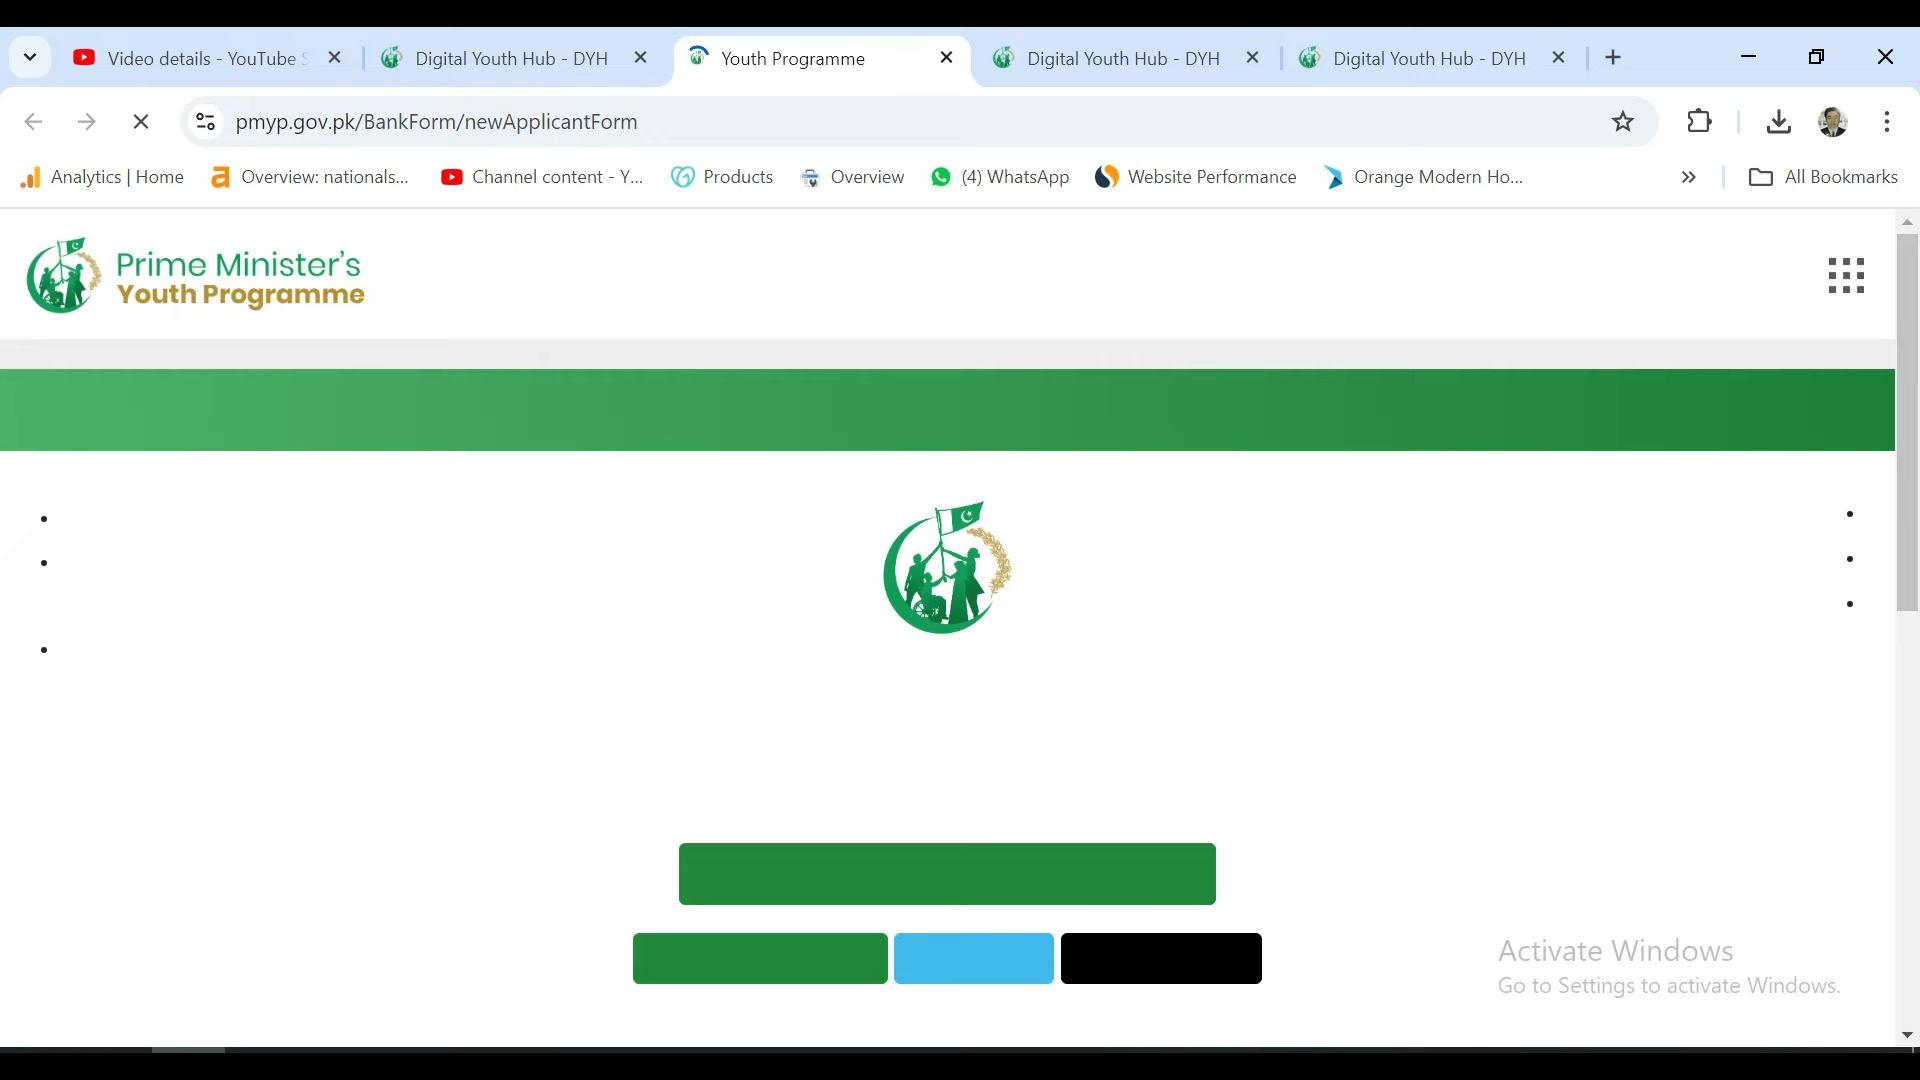 Video details - YouTube S
Digital Youth Hub - DYH
Youth Programme
Digital Youth Hub - DYH
Digital Youth Hub - DYH
pmyp.gov.pk/BankForm/newApplicantForm
Analytics | Home
Overview: nationals...
Channel content - Y...
Products
Overview
(4) WhatsApp
Website Performance
Orange Modern Ho...
All Bookmarks
Prime Minister's
Youth Programme
Activate Windows
Go to Settings to activate Windows.